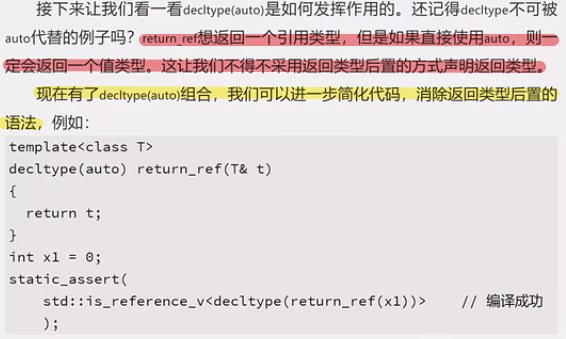 接下来让我们看一看decltype(auto)是如何发挥作用的。还记得decltype不可被
auto代替的例子吗？return_ref想返回一个引用类型，但是如果直接使用auto，则一
定会返回一个值类型。这让我们不得不采用返回类型后置的方式声明返回类型。
现在有了decltype(auto)组合，我们可以进一步简化代码，消除返回类型后置的
语法，例如：
template<class T>
decltype(auto) return_ref(T& t)
{
  return t;
}
int x1 = 0;
static_assert(
    std::is_reference_v<decltype(return_ref(x1))>    // 编译成功
    );